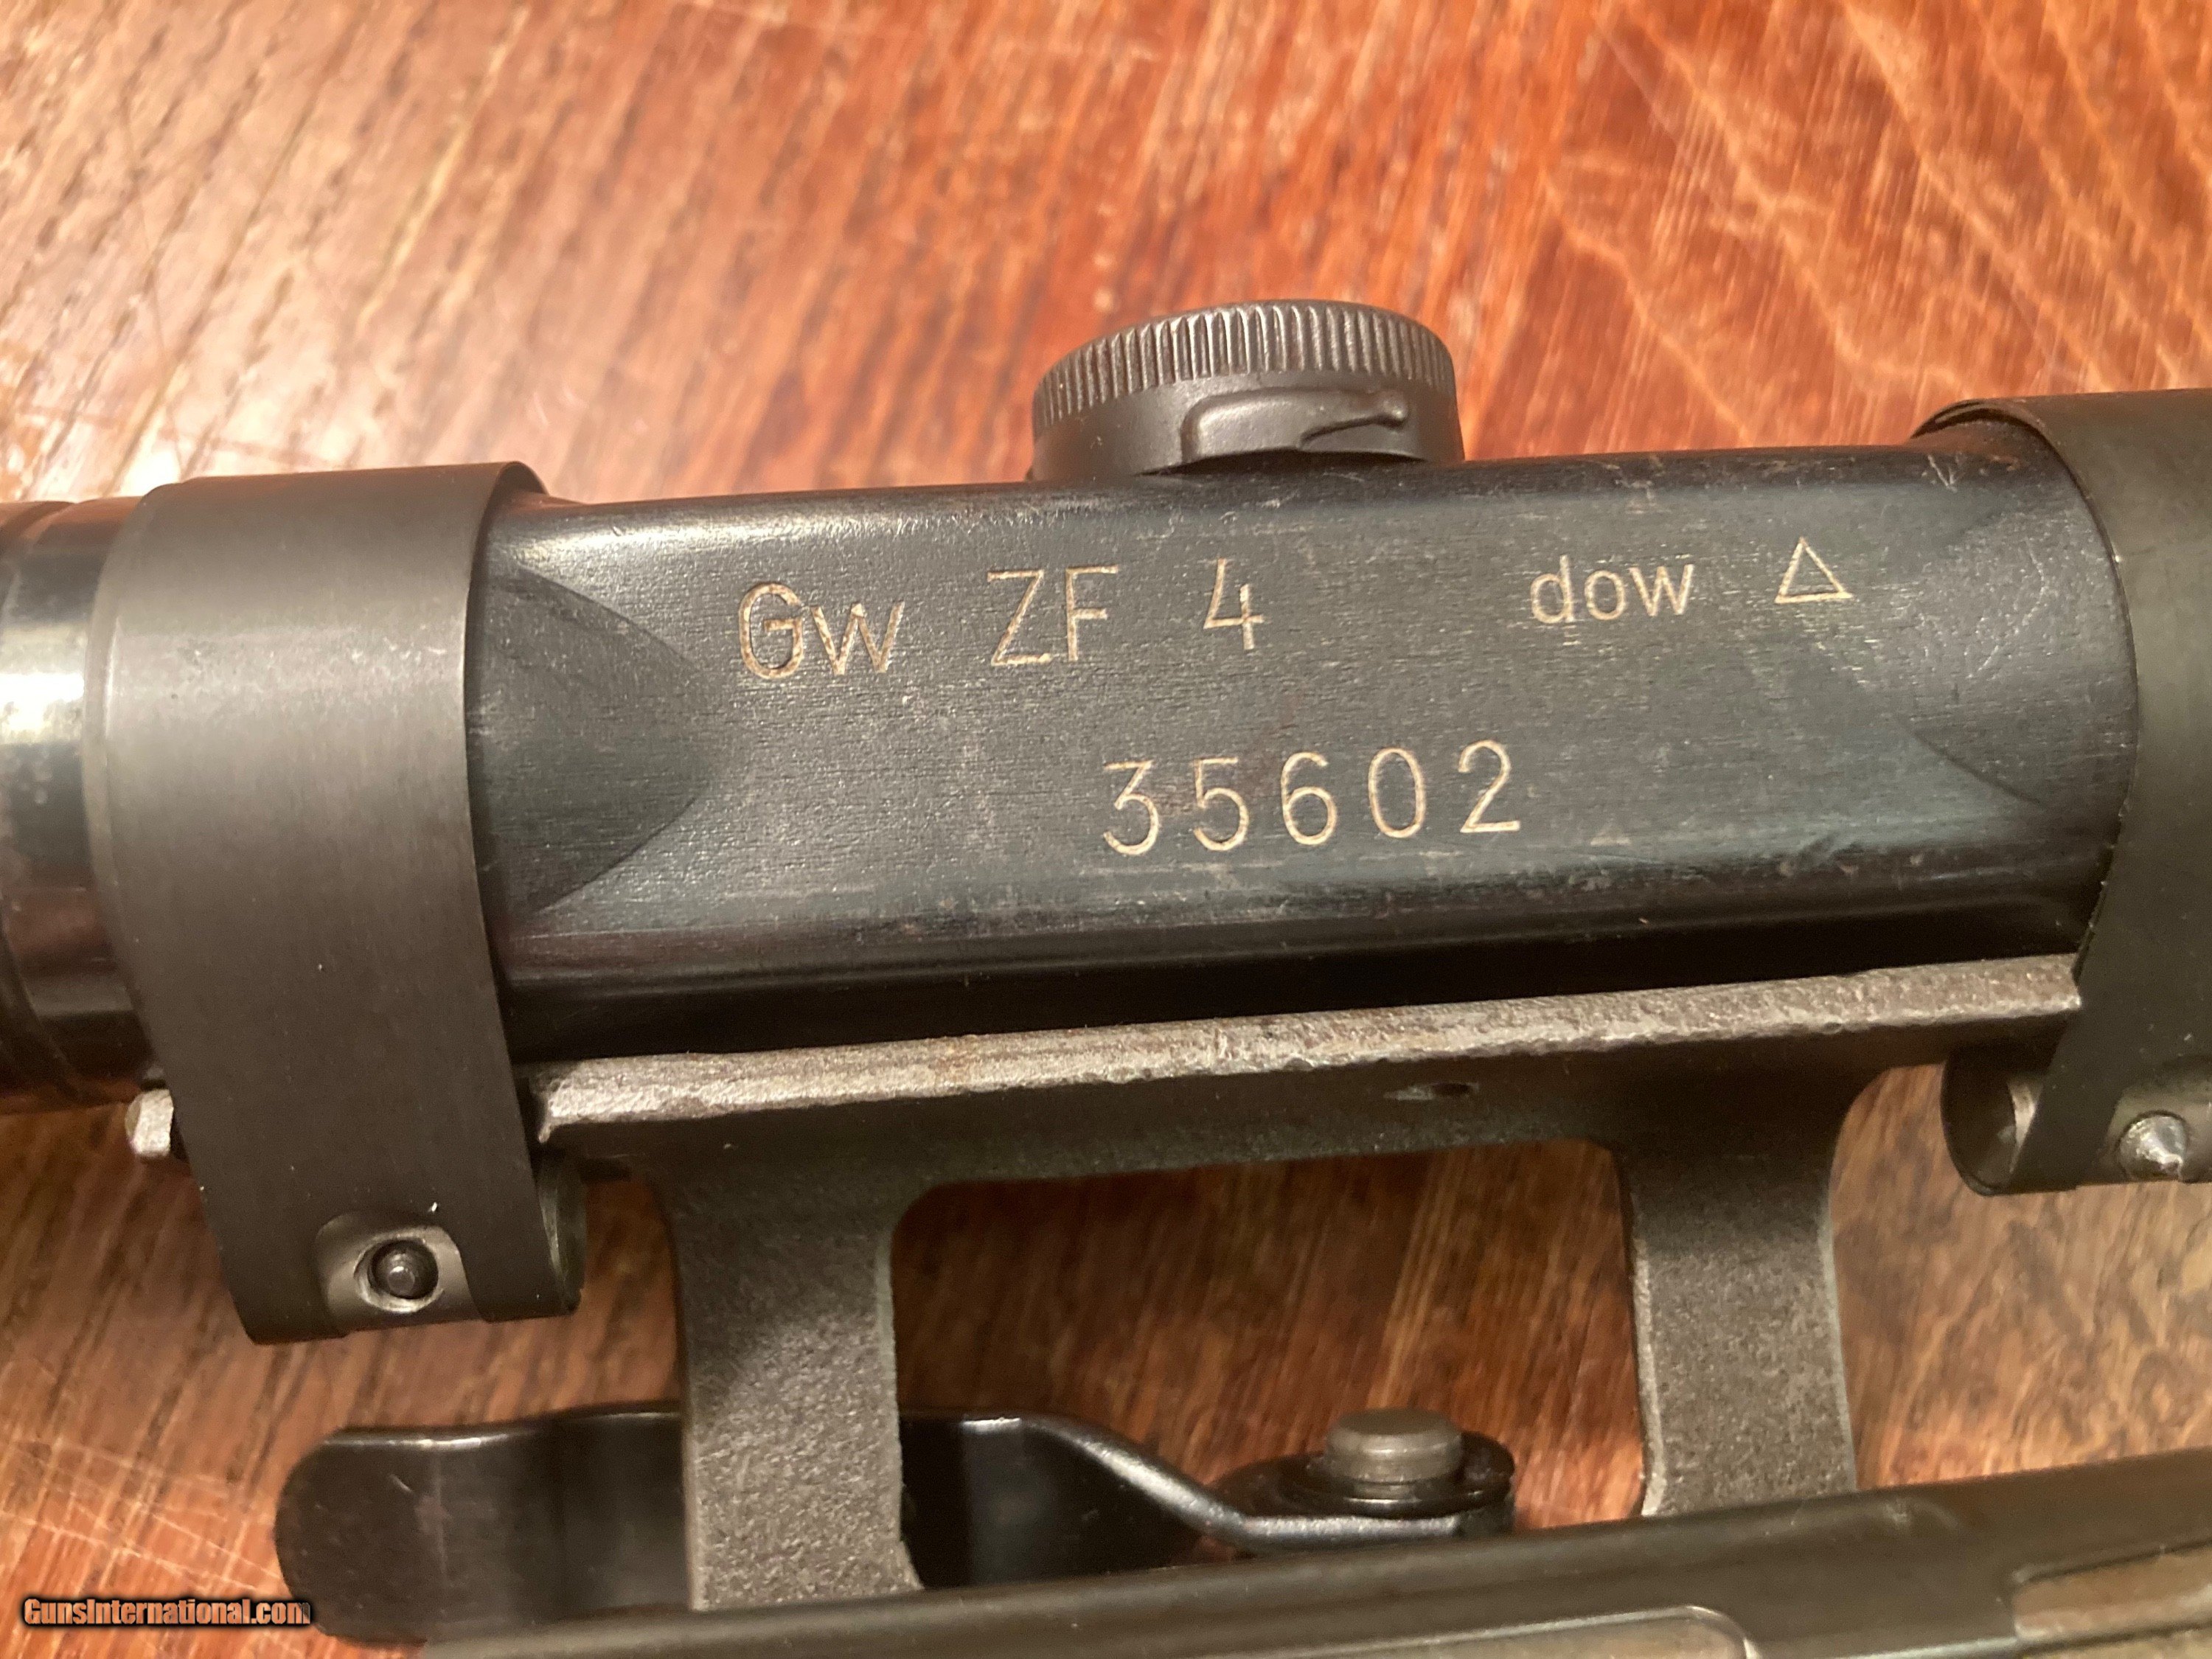 Gw ZF 4 dow △
35602
GunsInternational.com